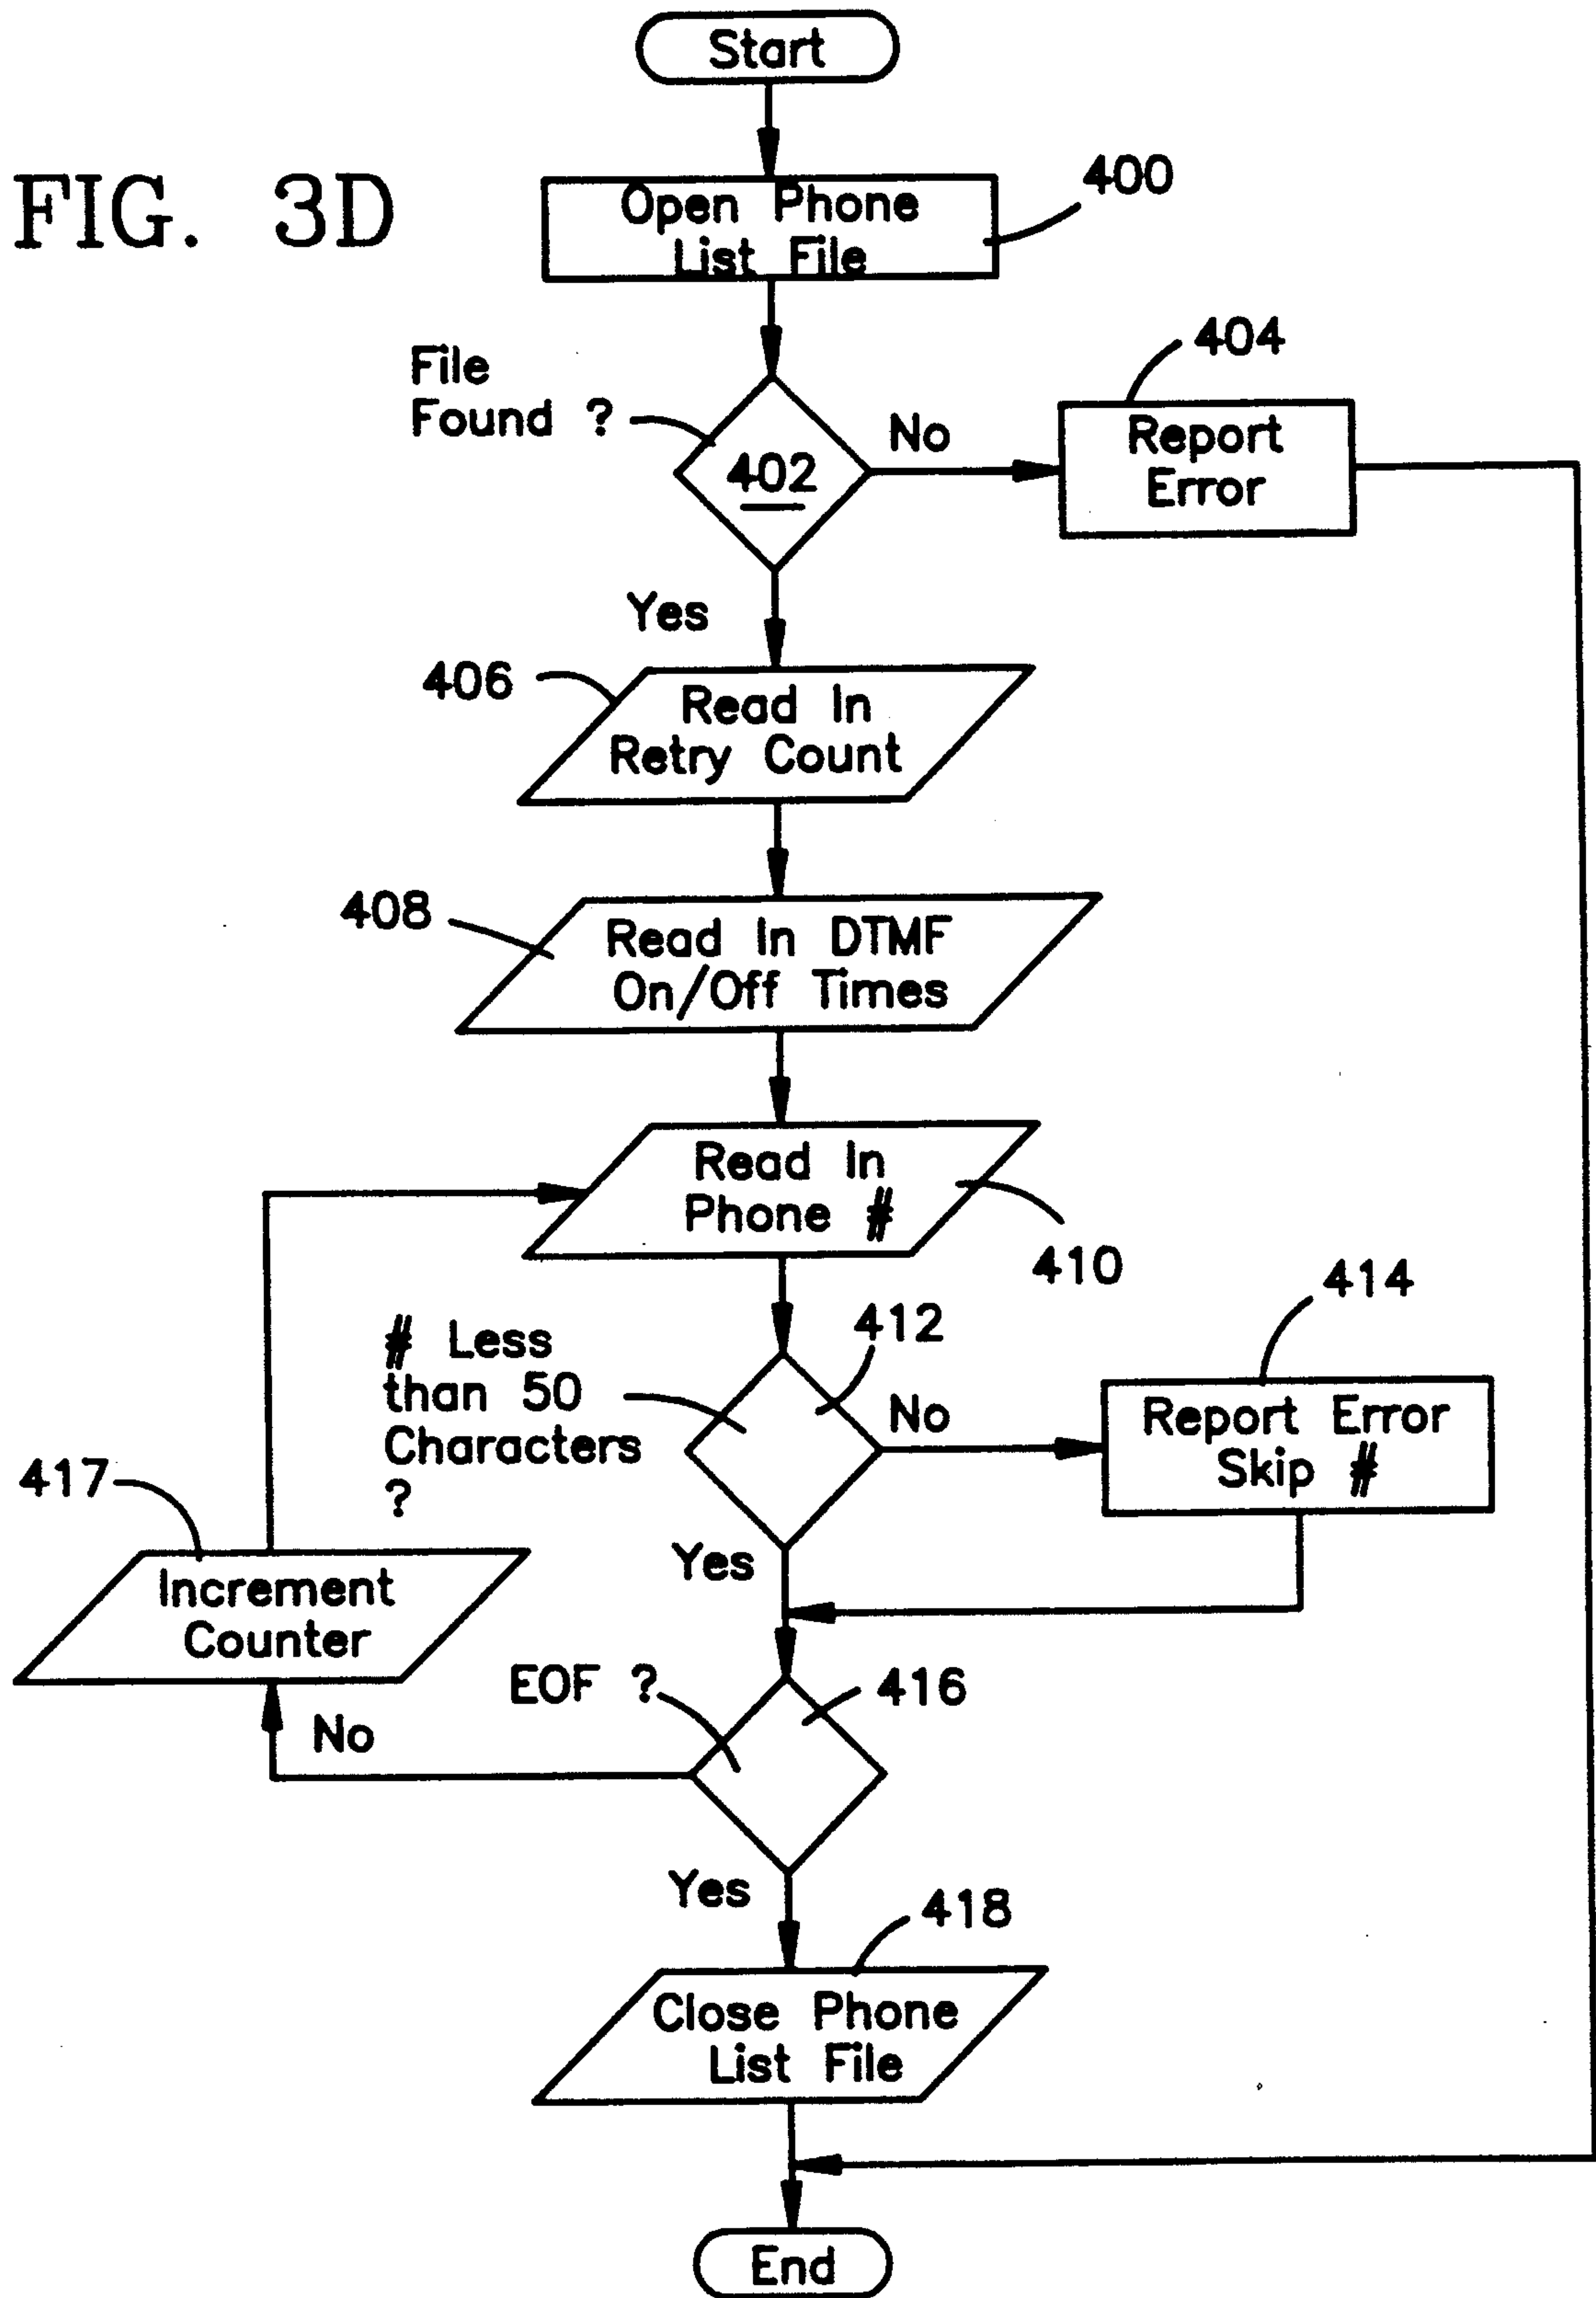 Start
FIG. 3D
400
Open Phone
List File
404
File
Found ?
No
402
Report
Error
Yes
406
Read In
Retry Count
408
Read In DTMF
On/Off Times
Read In
Phone #
410
414
412
# Less
than 50
Characters
?
No
Report Error
Skip #
417
Yes
Increment
Counter
EOF ?
416
No
Yes
418
Close Phone
List File
End